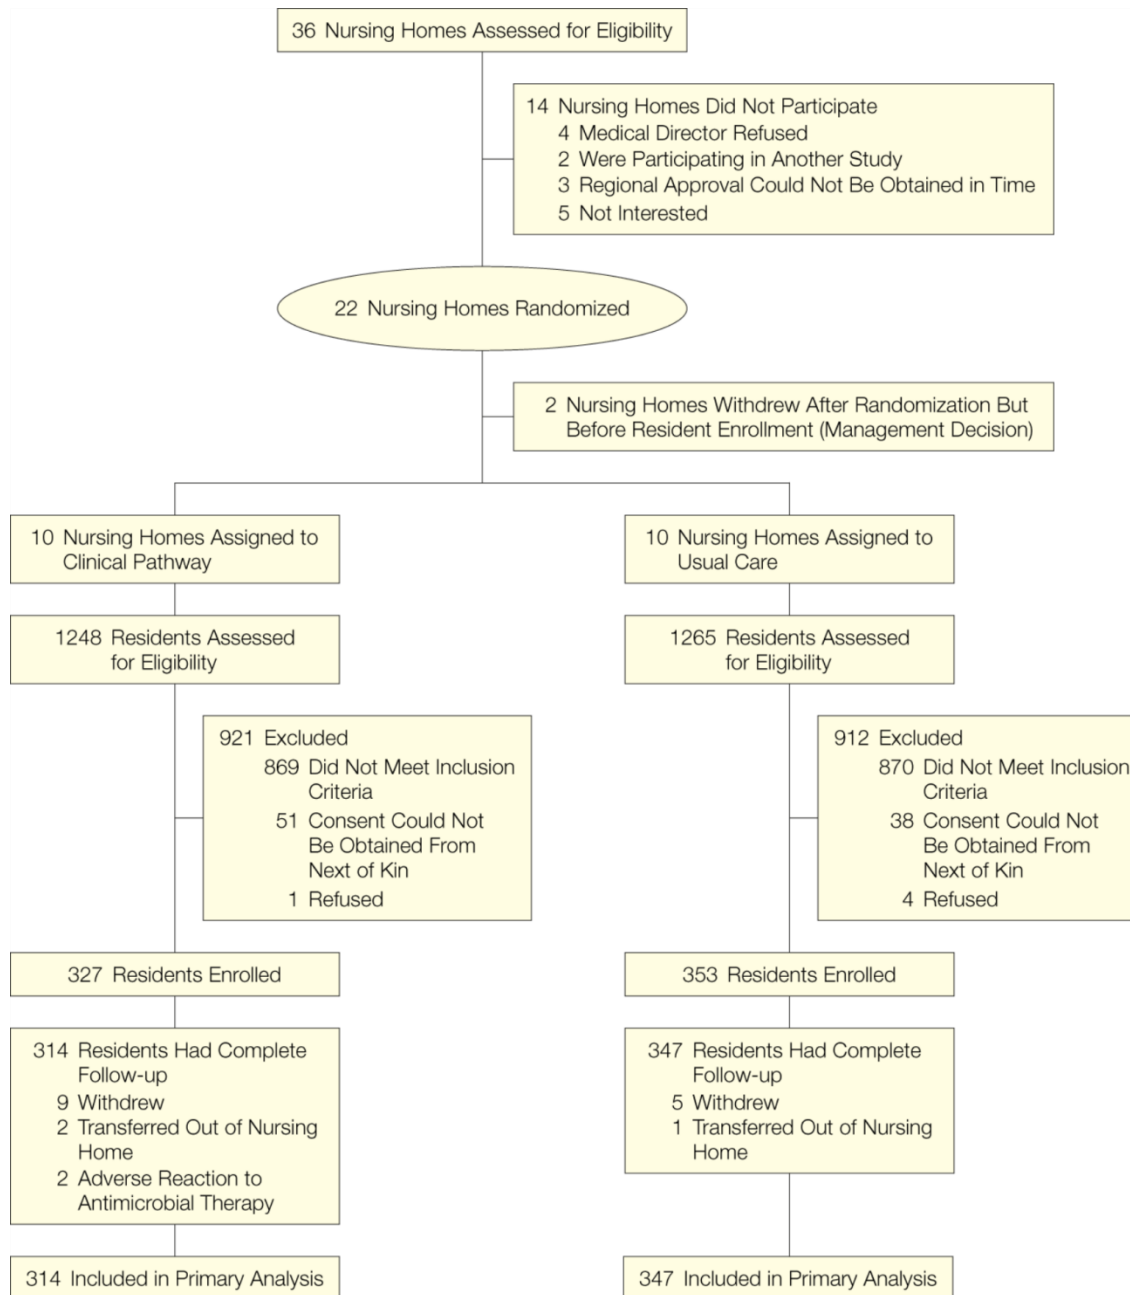 36 Nursing Homes Assessed for Eligibility
14 Nursing Homes Did Not Participate
4 Medical Director Refused
2 Were Participating in Another Study
3 Regional Approval Could Not Be Obtained in Time
5 Not Interested
22 Nursing Homes Randomized
2 Nursing Homes Withdrew After Randomization But
Before Resident Enrollment (Management Decision)
10 Nursing Homes Assigned to
Clinical Pathway
10 Nursing Homes Assigned to
Usual Care
1248 Residents Assessed
for Eligibility
1265 Residents Assessed
for Eligibility
921 Excluded
869 Did Not Meet Inclusion
Criteria
51 Consent Could Not
Be Obtained From
Next of Kin
1 Refused
912 Excluded
870 Did Not Meet Inclusion
Criteria
38 Consent Could Not
Be Obtained From
Next of Kin
4 Refused
327 Residents Enrolled
353 Residents Enrolled
314 Residents Had Complete
Follow-up
9 Withdrew
2 Transferred Out of Nursing
Home
2 Adverse Reaction to
Antimicrobial Therapy
347 Residents Had Complete
Follow-up
5 Withdrew
1 Transferred Out of Nursing
Home
314 Included in Primary Analysis
347 Included in Primary Analysis